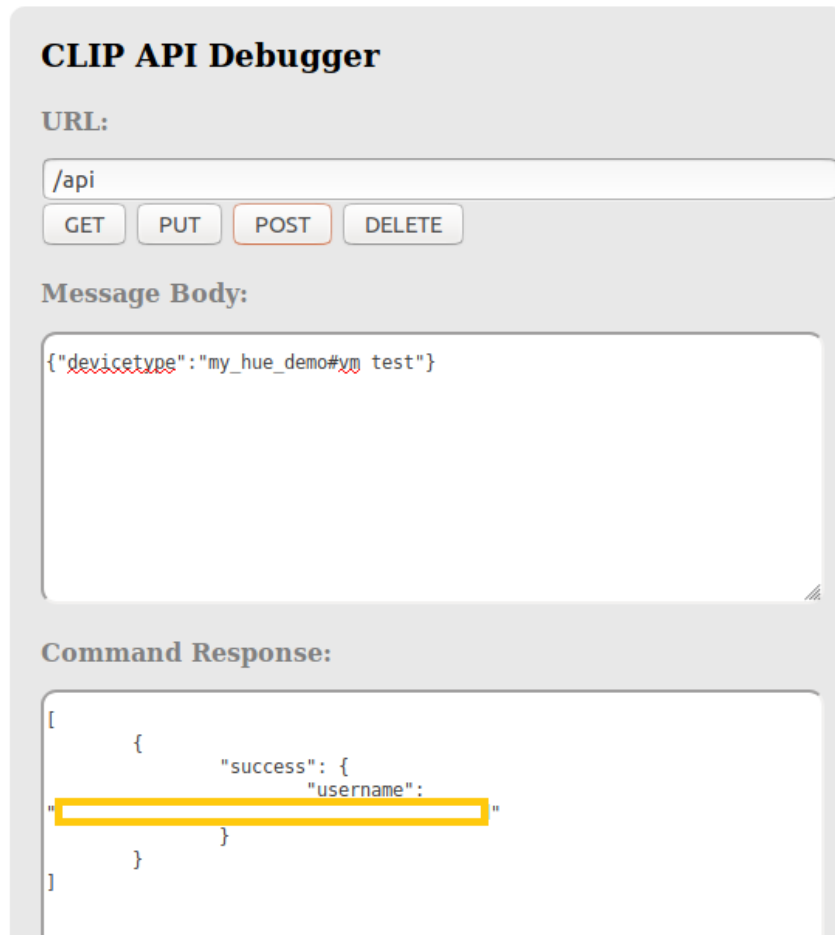 CLIP API Debugger
URL:
/api
GET PUT POST DELETE
Message Body:
{"devicetype":"my_hue_demo#vm test"}
Command Response:
[
{
"success": {
"username":
" "
}
}
]